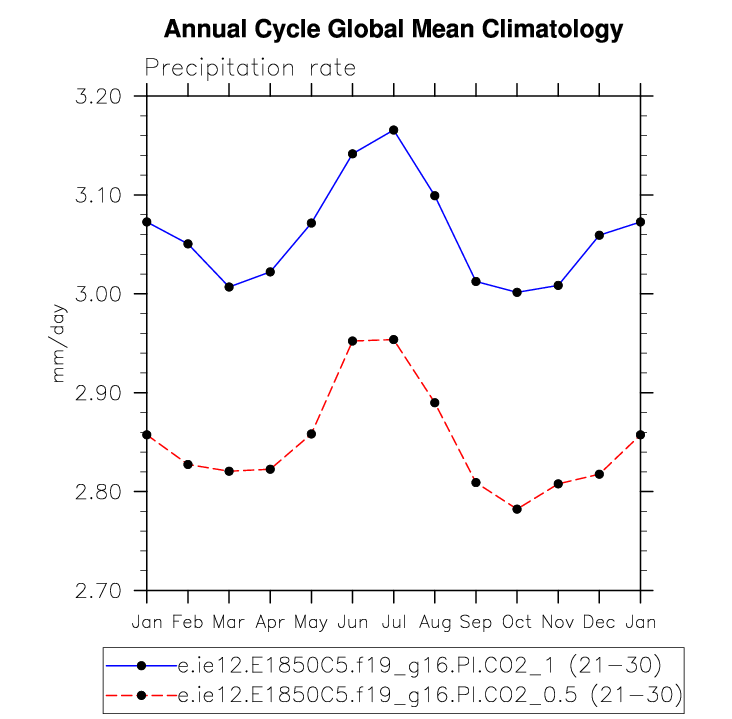 Annual Cycle Global Mean Climatology
Precipitation rate
3.20
3.10
3.00
2.90
2.80
2.70
mm/day
Jan Feb Mar Apr May Jun Jul Aug Sep Oct Nov Dec Jan
e.ie12.E1850C5.f19_g16.PI.CO2_1 (21-30)
e.ie12.E1850C5.f19_g16.PI.CO2_0.5 (21-30)